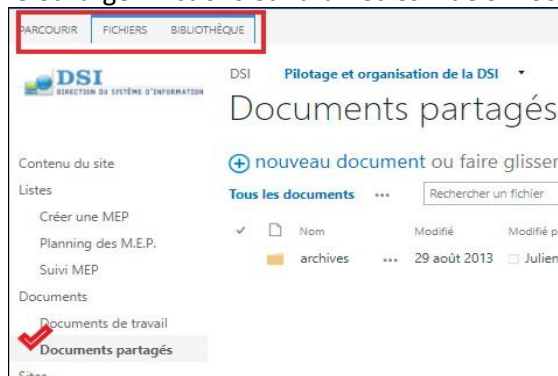 PARCOURIR FICHIERS BIBLIOTHÈQUE
DSI
DIRECTION DU SYSTÈME D'INFORMATION
DSI Pilotage et organisation de la DSI
Documents partagés
Contenu du site
Listes
Créer une MEP
Planning des M.E.P.
Suivi MEP
Documents
Documents de travail
Documents partagés
nouveau document ou faire glisser
Tous les documents ... Rechercher un fichier
Nom Modifié Modifié p
archives ... 29 août 2013 Julien